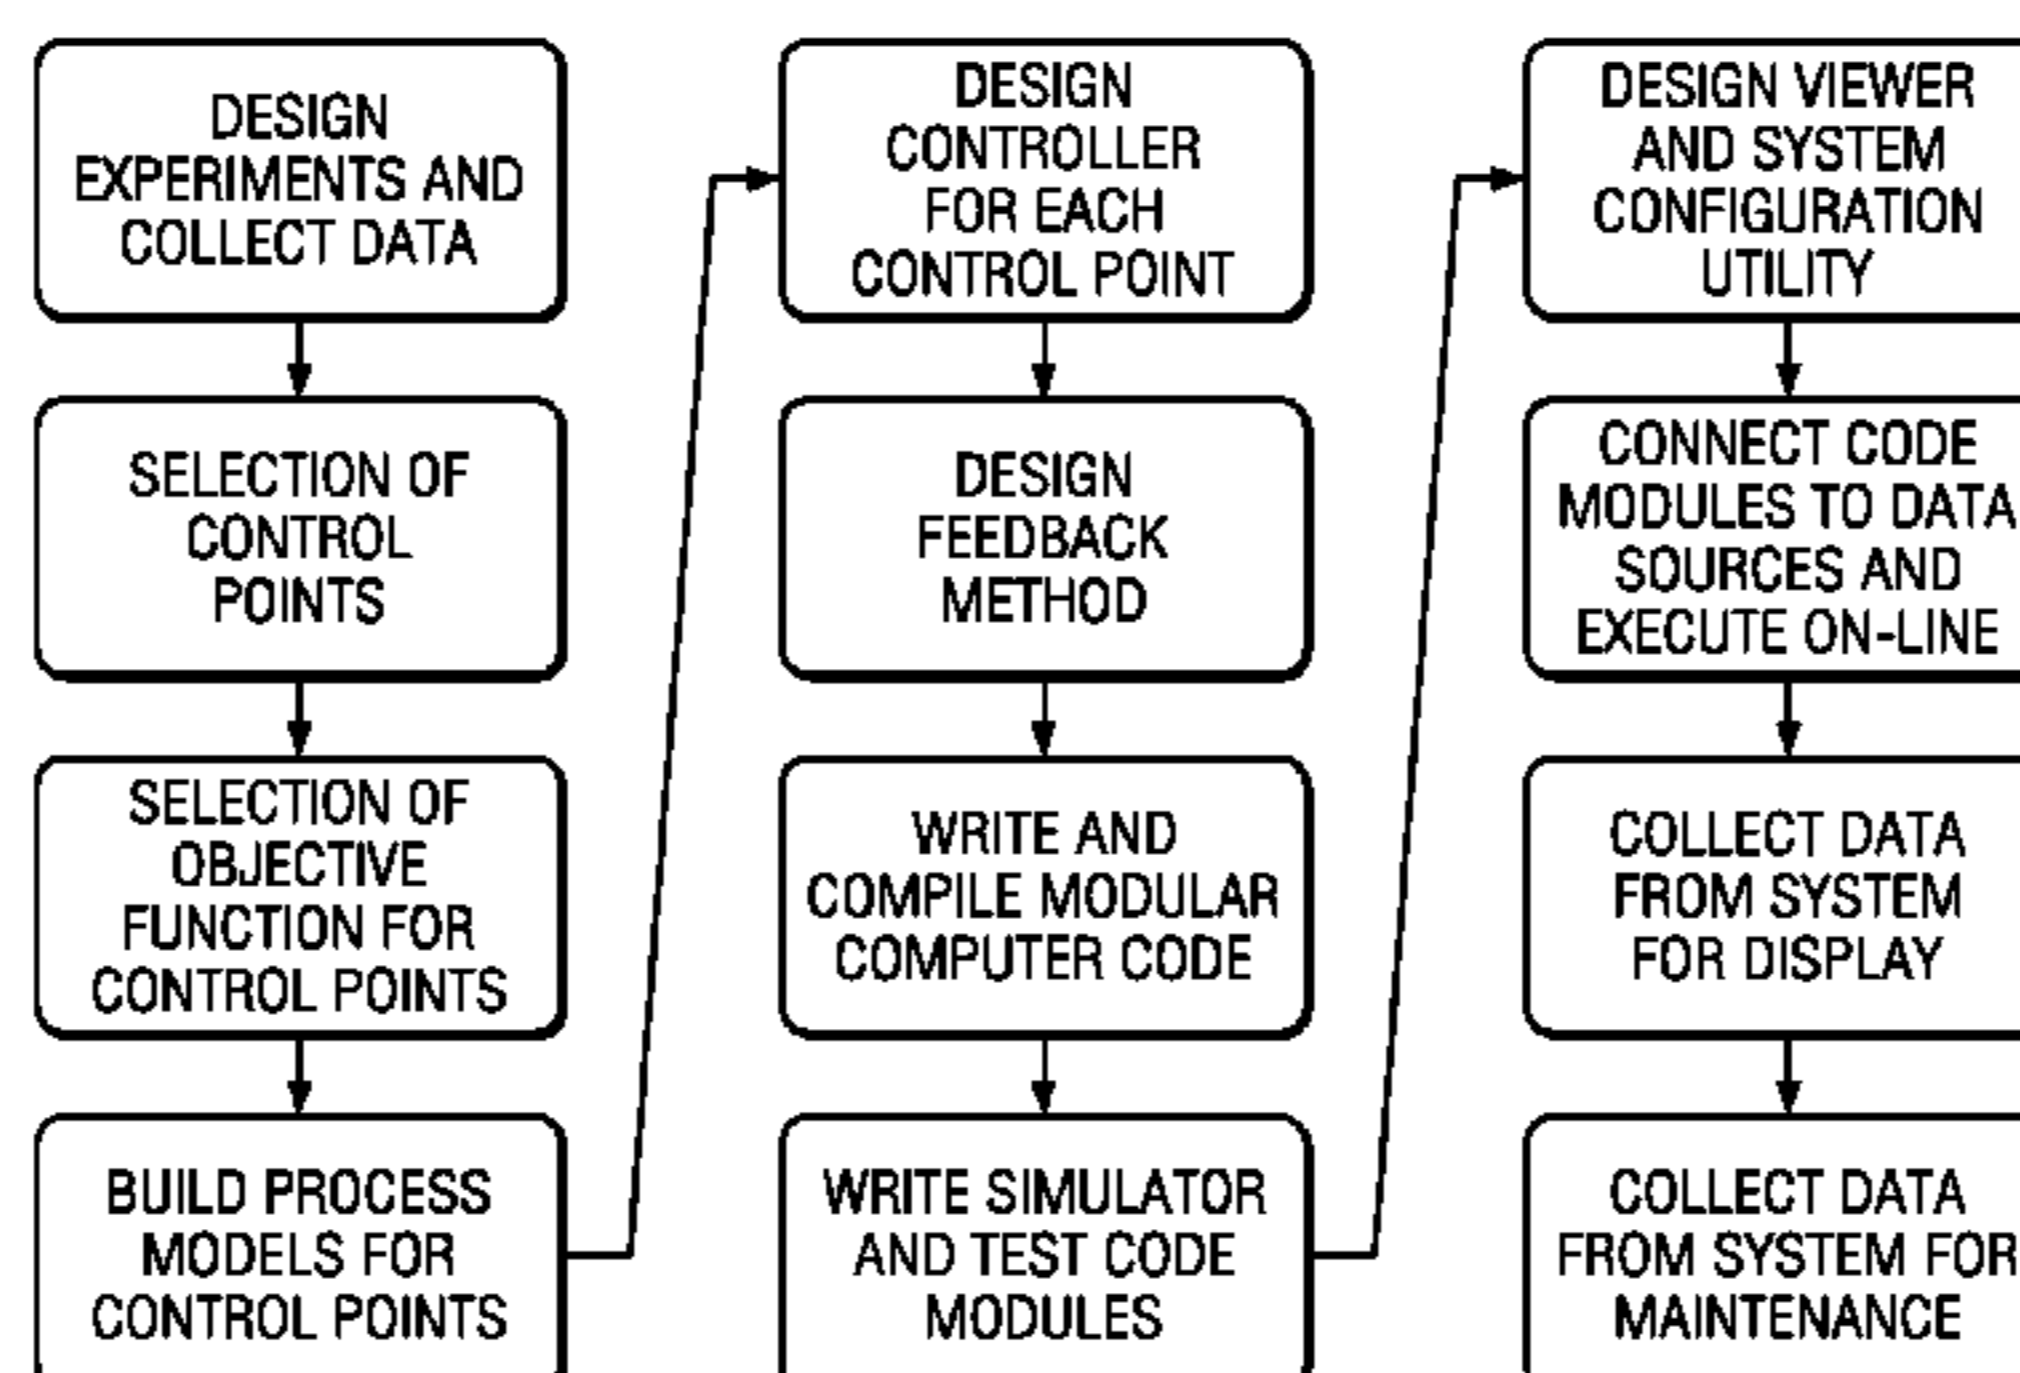 DESIGN
EXPERIMENTS AND
COLLECT DATA
SELECTION OF
CONTROL
POINTS
SELECTION OF
OBJECTIVE
FUNCTION FOR
CONTROL POINTS
BUILD PROCESS
MODELS FOR
CONTROL POINTS
DESIGN
CONTROLLER
FOR EACH
CONTROL POINT
DESIGN
FEEDBACK
METHOD
WRITE AND
COMPILE MODULAR
COMPUTER CODE
WRITE SIMULATOR
AND TEST CODE
MODULES
DESIGN VIEWER
AND SYSTEM
CONFIGURATION
UTILITY
CONNECT CODE
MODULES TO DATA
SOURCES AND
EXECUTE ON-LINE
COLLECT DATA
FROM SYSTEM
FOR DISPLAY
COLLECT DATA
FROM SYSTEM FOR
MAINTENANCE